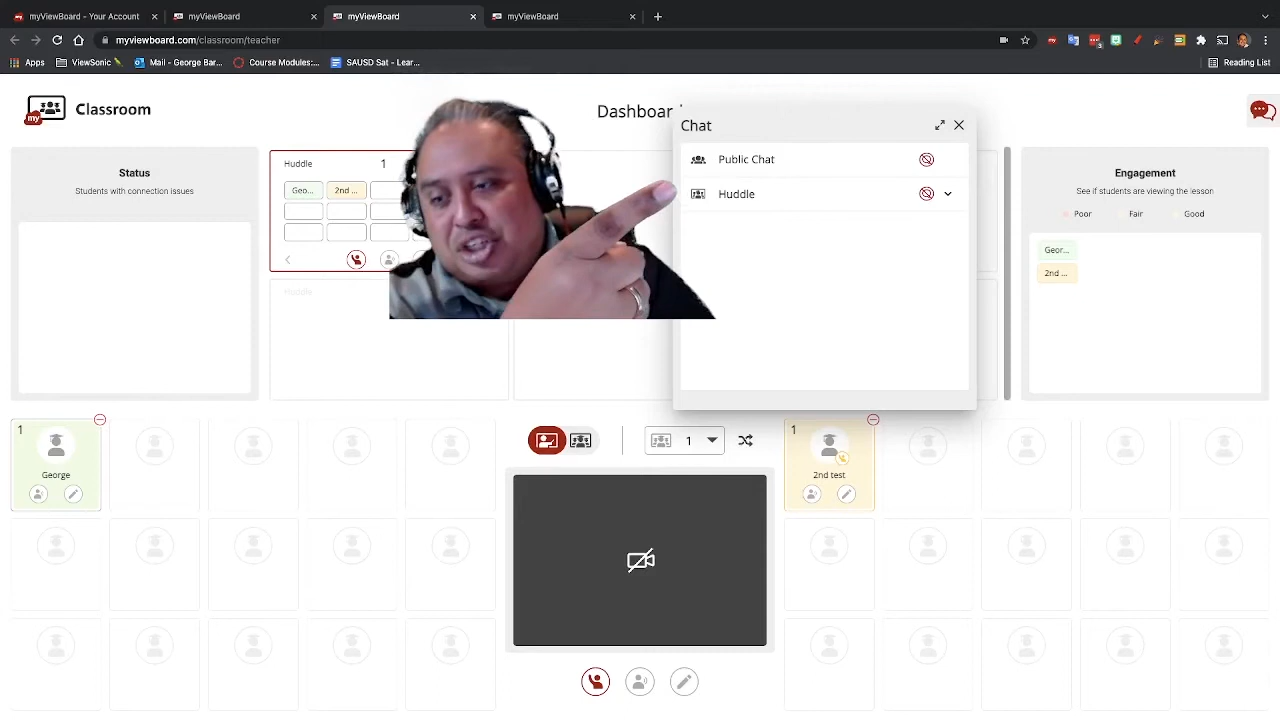 myViewBoard – Your Account
myViewBoard
myViewBoard
myViewBoard
myviewboard.com/classroom/teacher
Apps
ViewSonic
Mail - George Bar...
Course Modules:...
SAUSD Sat - Lear...
Reading List
my
Classroom
Dashboard
Status
Students with connection issues
Huddle 1
Geo...
2nd ...
Huddle
Chat
Public Chat
Huddle
Engagement
See if students are viewing the lesson
Poor
Fair
Good
Geor...
2nd ...
1
George
1
1
2nd test